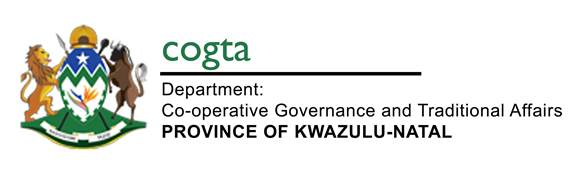 cogta
Department:
Co-operative Governance and Traditional Affairs
PROVINCE OF KWAZULU-NATAL